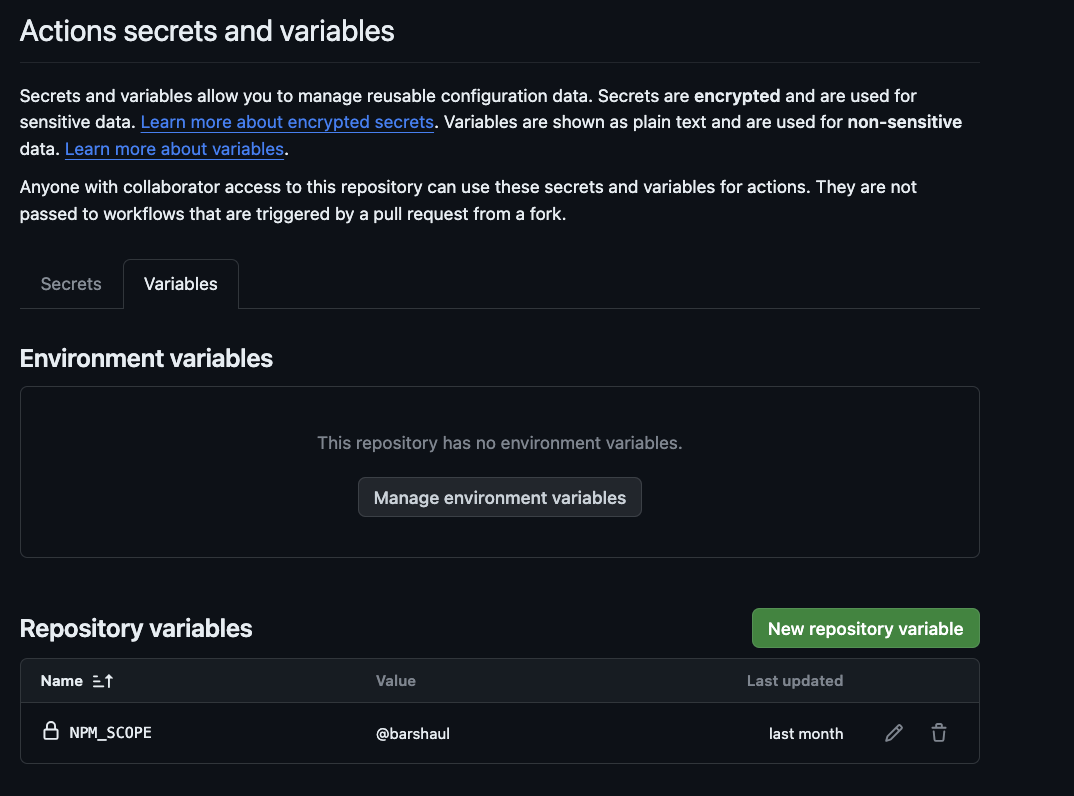 Actions secrets and variables
Secrets and variables allow you to manage reusable configuration data. Secrets are encrypted and are used for
sensitive data. Learn more about encrypted secrets. Variables are shown as plain text and are used for non-sensitive
data. Learn more about variables.
Anyone with collaborator access to this repository can use these secrets and variables for actions. They are not
passed to workflows that are triggered by a pull request from a fork.
Secrets Variables
Environment variables
This repository has no environment variables.
Manage environment variables
Repository variables New repository variable
Name Value Last updated
NPM_SCOPE @barshaul last month